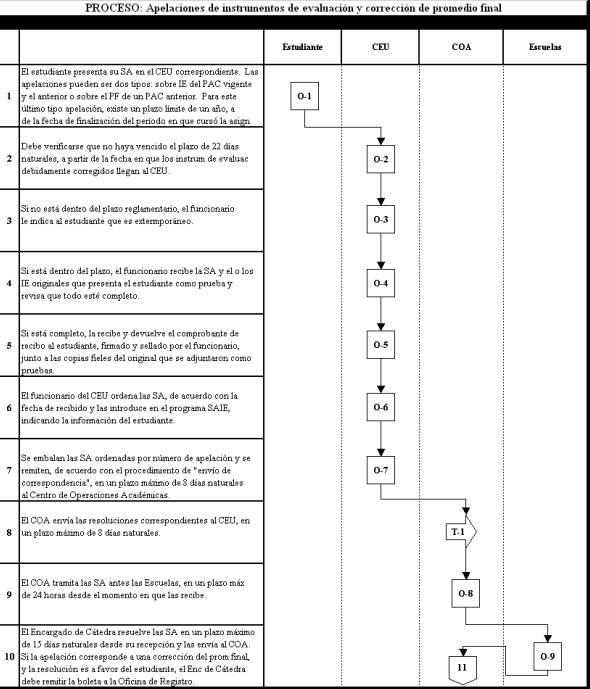 PROCESO: Apelaciones de instrumentos de evaluación y corrección de promedio final
Estudiante CEU COA Escuelas
1
El estudiante presenta su SA en el CEU correspondiente. Las
apelaciones pueden ser dos tipos: sobre IE del PAC vigente
y el anterior o sobre el PF de un PAC anterior. Para este
último tipo apelación, existe un plazo límite de un año, a
de la fecha de finalización del período en que cursó la asign
O-1
2
Debe verificarse que no haya vencido el plazo de 22 días
naturales, a partir de la fecha en que los instrum de evaluac
debidamente corregidos llegan al CEU.
O-2
3
Si no está dentro del plazo reglamentario, el funcionario
le indica al estudiante que es extermporáneo.
O-3
4
Si está dentro del plazo, el funcionario recibe la SA y el o los
IE originales que presenta el estudiante como prueba y
revisa que todo esté completo.
O-4
5
Si está completo, la recibe y devuelve el comprobante de
recibo al estudiante, firmado y sellado por el funcionario,
junto a las copias fieles del original que se adjuntaron como
pruebas.
O-5
6
El funcionario del CEU ordena las SA, de acuerdo con la
fecha de recibido y las introduce en el programa SAIE,
indicando la información del estudiante.
O-6
7
Se embalan las SA ordenadas por número de apelación y se
remiten, de acuerdo con el procedimiento de "envío de
correspondencia", en un plazo máximo de 8 días naturales
al Centro de Operaciones Académicas.
O-7
8
El COA envía las resoluciones correspondientes al CEU, en
un plazo máximo de 8 días naturales.
T-1
9
El COA tramita las SA antes las Escuelas, en un plazo máx
de 24 horas desde el momento en que las recibe.
O-8
10
El Encargado de Cátedra resuelve las SA en un plazo máximo
de 15 días naturales desde su recepción y las envía al COA.
Si la apelación corresponde a una corrección del prom final,
y la resolución es a favor del estudiante, el Enc de Cátedra
debe remitir la boleta a la Oficina de Registro.
11
O-9